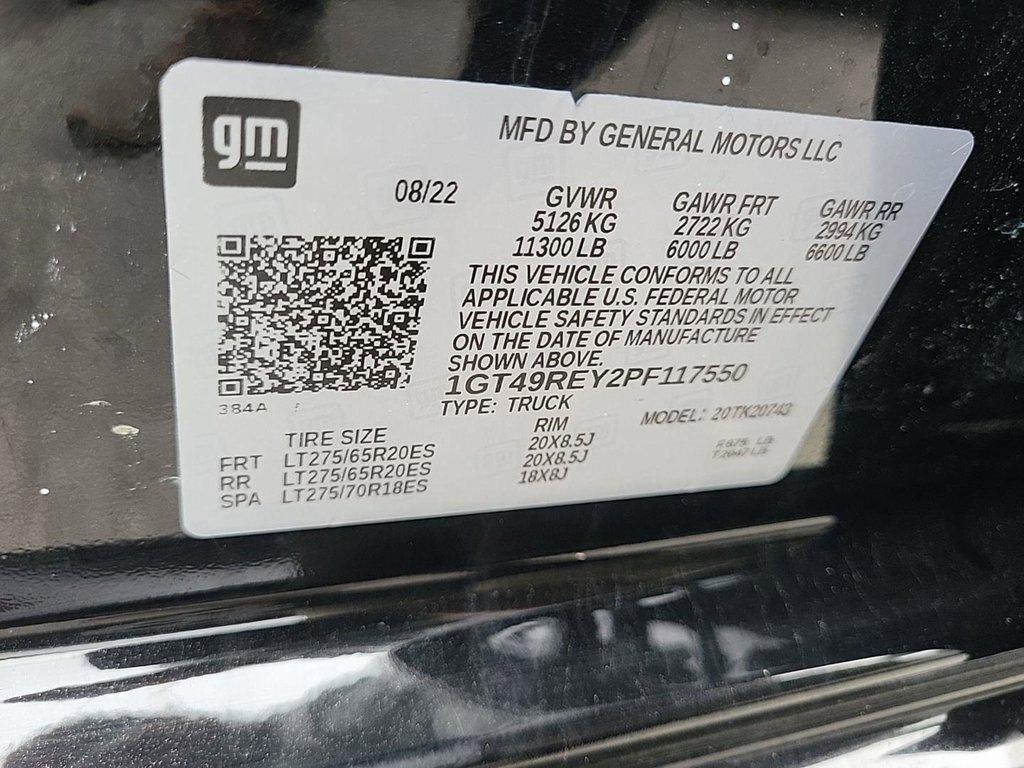 gm
MFD BY GENERAL MOTORS LLC
08/22
GVWR GAWR FRT GAWR RR
5126 KG 2722 KG 2994 KG
11300 LB 6000 LB 6600 LB
THIS VEHICLE CONFORMS TO ALL
APPLICABLE U.S. FEDERAL MOTOR
VEHICLE SAFETY STANDARDS IN EFFECT
ON THE DATE OF MANUFACTURE
SHOWN ABOVE.
1GT49REY2PF117550
384A
TYPE: TRUCK MODEL: 20TK20743
TIRE SIZE RIM
FRT LT275/65R20ES 20X8.5J
RR LT275/65R20ES 20X8.5J
SPA LT275/70R18ES 18X8J